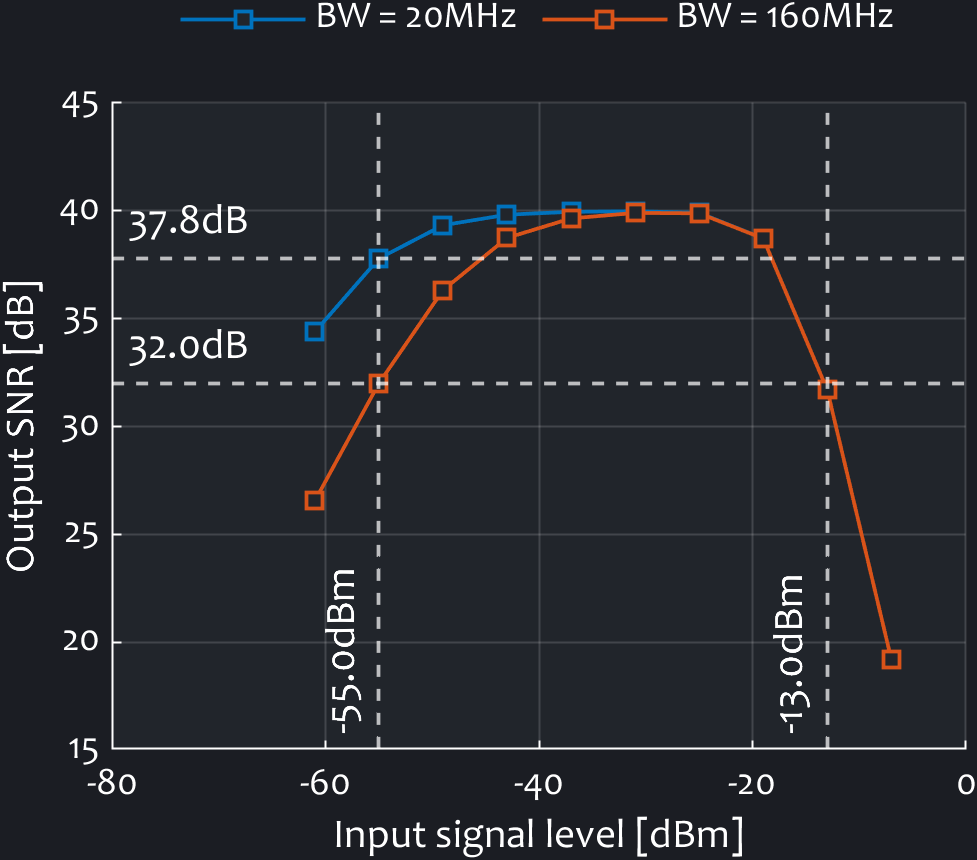 BW = 20MHz BW = 160MHz
45
40
35
30
25
20
15
37.8dB
32.0dB
-55.0dBm
-13.0dBm
-80 -60 -40 -20 0
Output SNR [dB]
Input signal level [dBm]